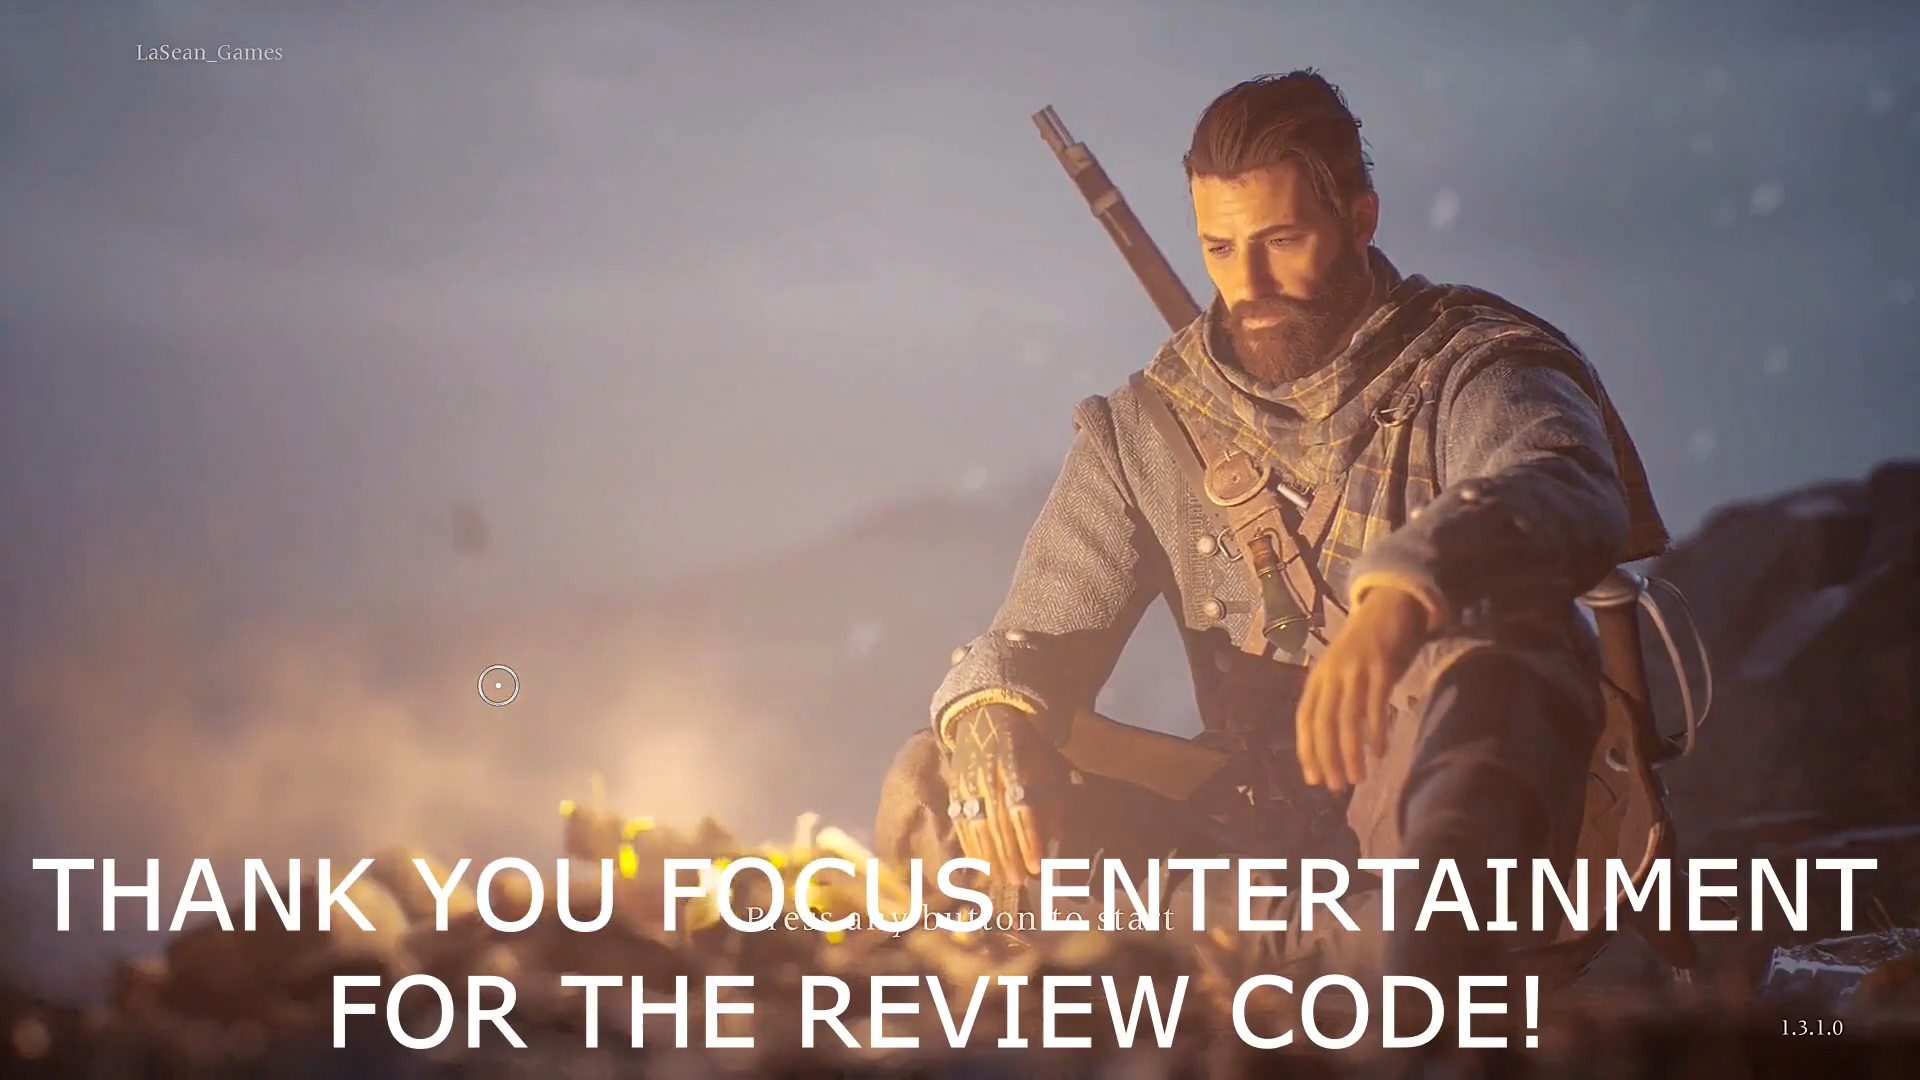 LaSean_Games
THANK YOU FOCUS ENTERTAINMENT
Press any button to start
FOR THE REVIEW CODE!
1.3.1.0